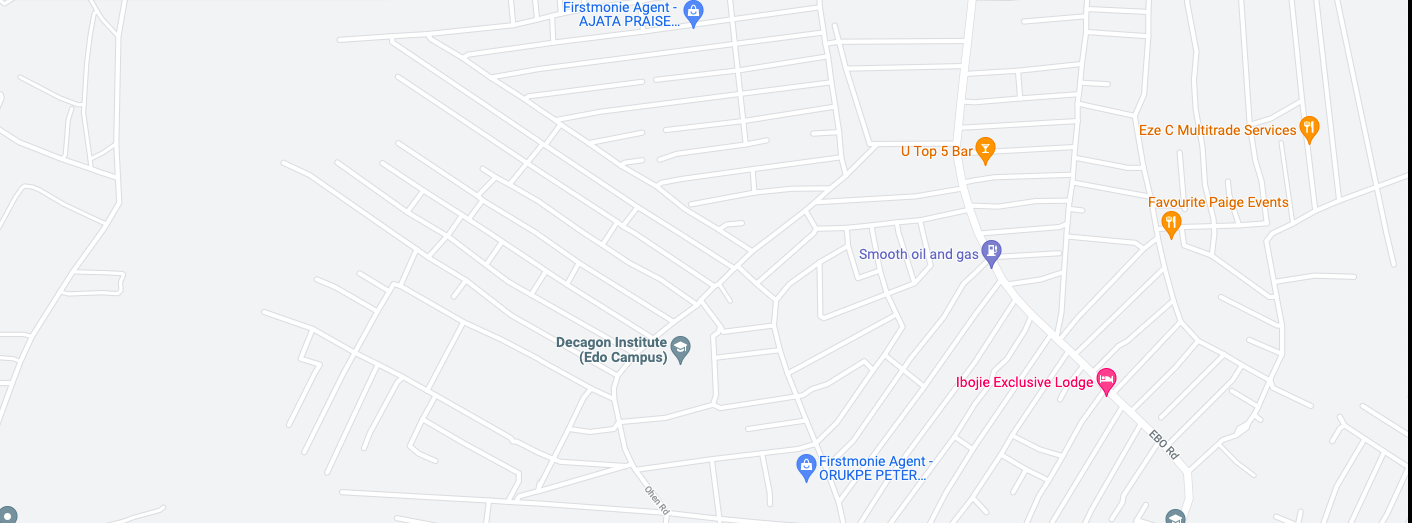 Firstmonie Agent -
AJATA PRAISE…
Eze C Multitrade Services
U Top 5 Bar
Favourite Paige Events
Smooth oil and gas
Decagon Institute
(Edo Campus)
Ibojie Exclusive Lodge
EBO Rd
Firstmonie Agent -
ORUKPE PETER…
Ohen Rd